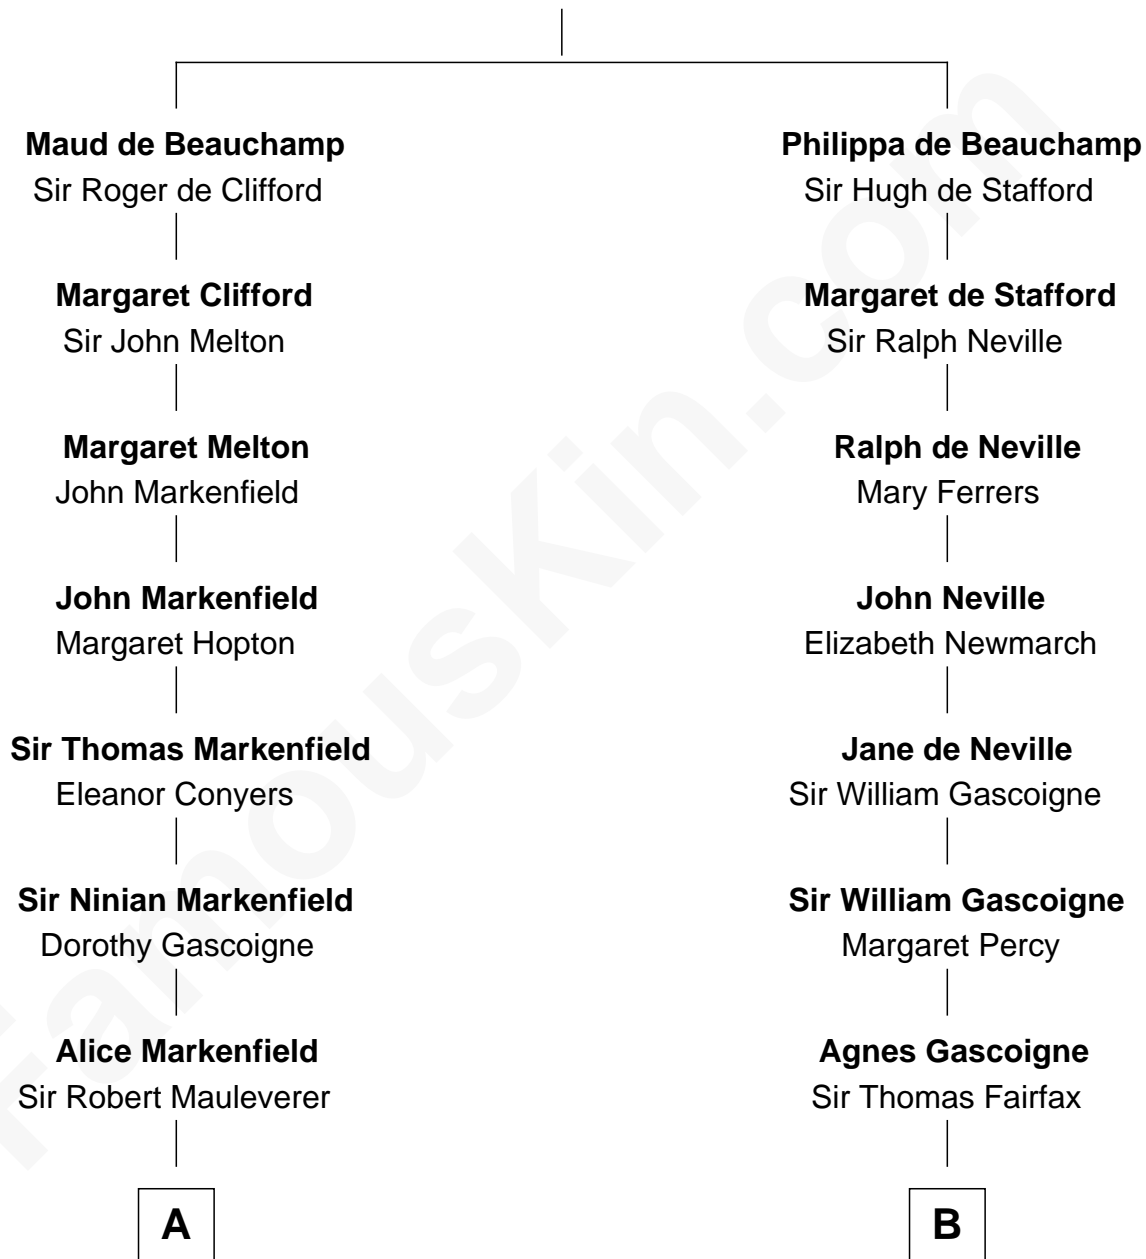 Maud de Beauchamp
Sir Roger de Clifford
Philippa de Beauchamp
Sir Hugh de Stafford
Margaret Clifford
Sir John Melton
Margaret de Stafford
Sir Ralph Neville
Margaret Melton
John Markenfield
Ralph de Neville
Mary Ferrers
John Markenfield
Margaret Hopton
John Neville
Elizabeth Newmarch
Sir Thomas Markenfield
Eleanor Conyers
Jane de Neville
Sir William Gascoigne
Sir Ninian Markenfield
Dorothy Gascoigne
Sir William Gascoigne
Margaret Percy
Alice Markenfield
Sir Robert Mauleverer
Agnes Gascoigne
Sir Thomas Fairfax
A
B
FamousKin.com